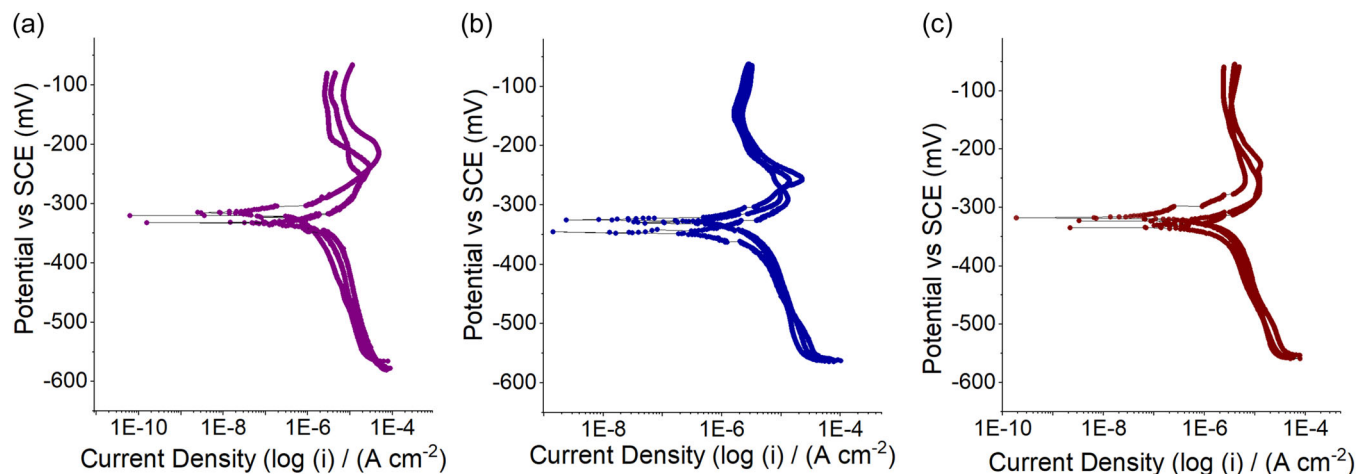 (a)
Potential vs SCE (mV)
-100
-200
-300
-400
-500
-600
1E-10
1E-6
1E-4
Current Density (log (i) / (A cm-2)
(b)
Potential vs SCE (mV)
-100
-200
-300
-400
-500
-600
1E-8
1E-6
1E-4
Current Density (log (i) / (A cm-2)
(c)
Potential vs SCE (mV)
-100
-200
-300
-400
-500
-600
1E-10
1E-8
1E-6
1E-4
Current Density (log (i) / (A cm-2)